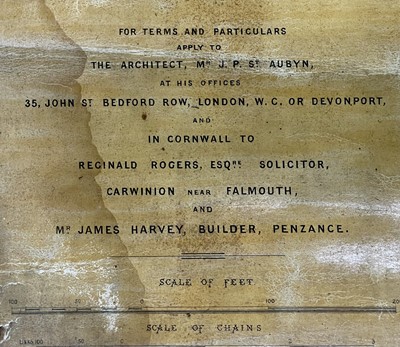 FOR TERMS AND PARTICULARS
APPLY TO
THE ARCHITECT, MR J. P. ST AUBYN,
AT HIS OFFICES
35, JOHN ST BEDFORD ROW, LONDON, W. C. OR DEVONPORT,
AND
IN CORNWALL TO
REGINALD ROGERS, ESQRE SOLICITOR,
CARWINION NEAR FALMOUTH,
AND
MR JAMES HARVEY, BUILDER, PENZANCE.
SCALE OF FEET
100 50 0 100 200
SCALE OF CHAINS